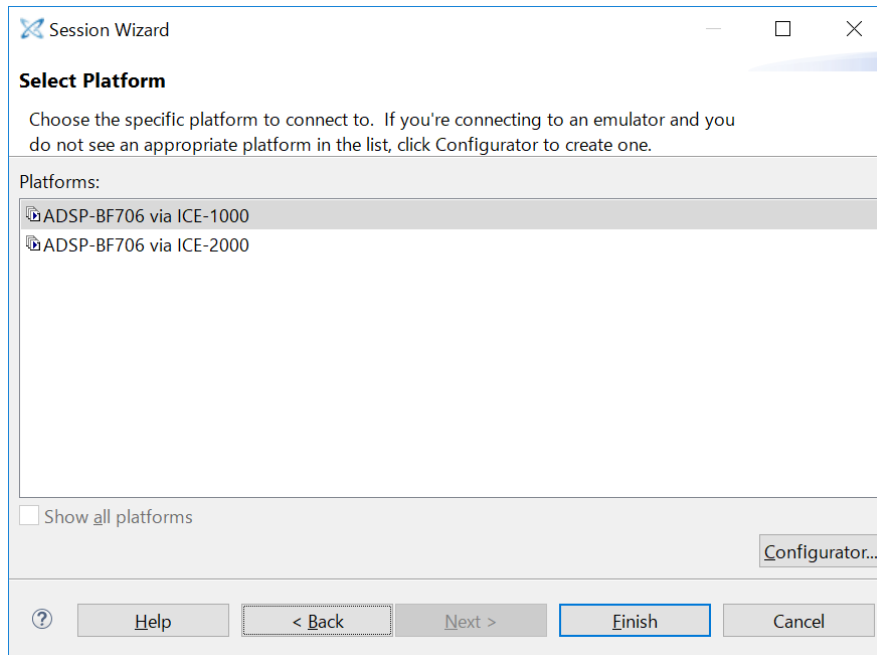 Session Wizard
Select Platform
Choose the specific platform to connect to.  If you're connecting to an emulator and you
do not see an appropriate platform in the list, click Configurator to create one.
Platforms:
ADSP-BF706 via ICE-1000
ADSP-BF706 via ICE-2000
Show all platforms
Configurator...
?
Help
< Back
Next >
Finish
Cancel